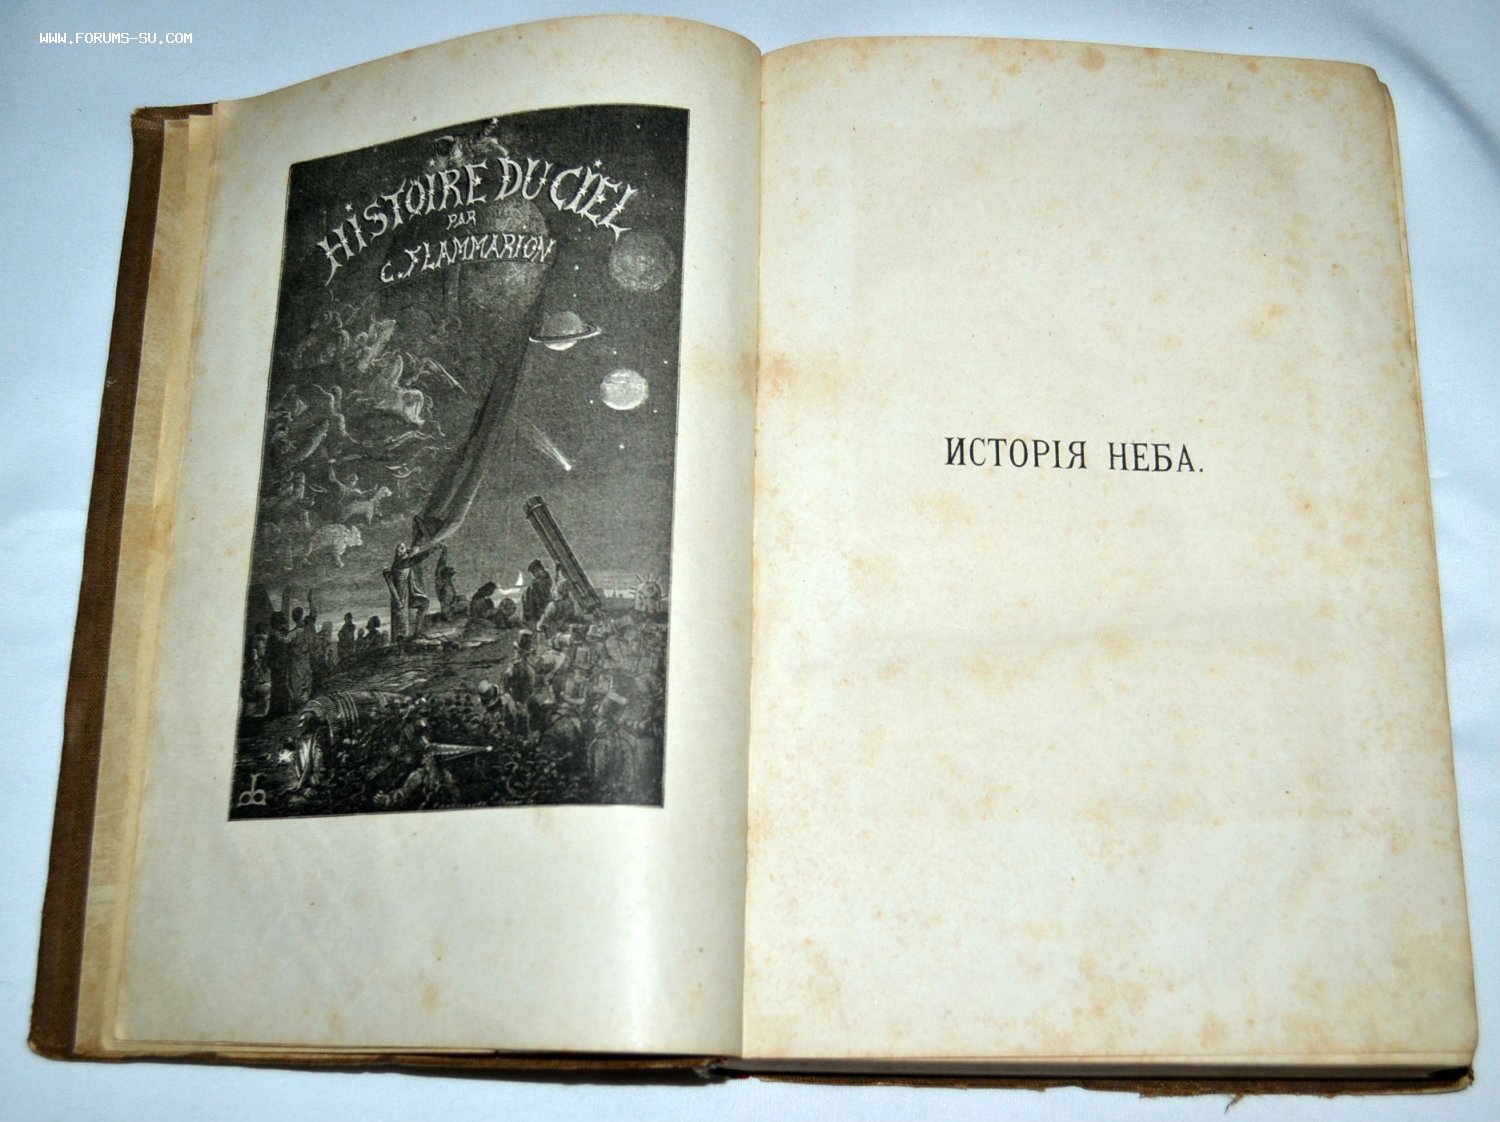 www.forums-su.com
HISTOIRE DU CIEL
PAR
C. FLAMMARION
ИСТОРІЯ НЕБА.